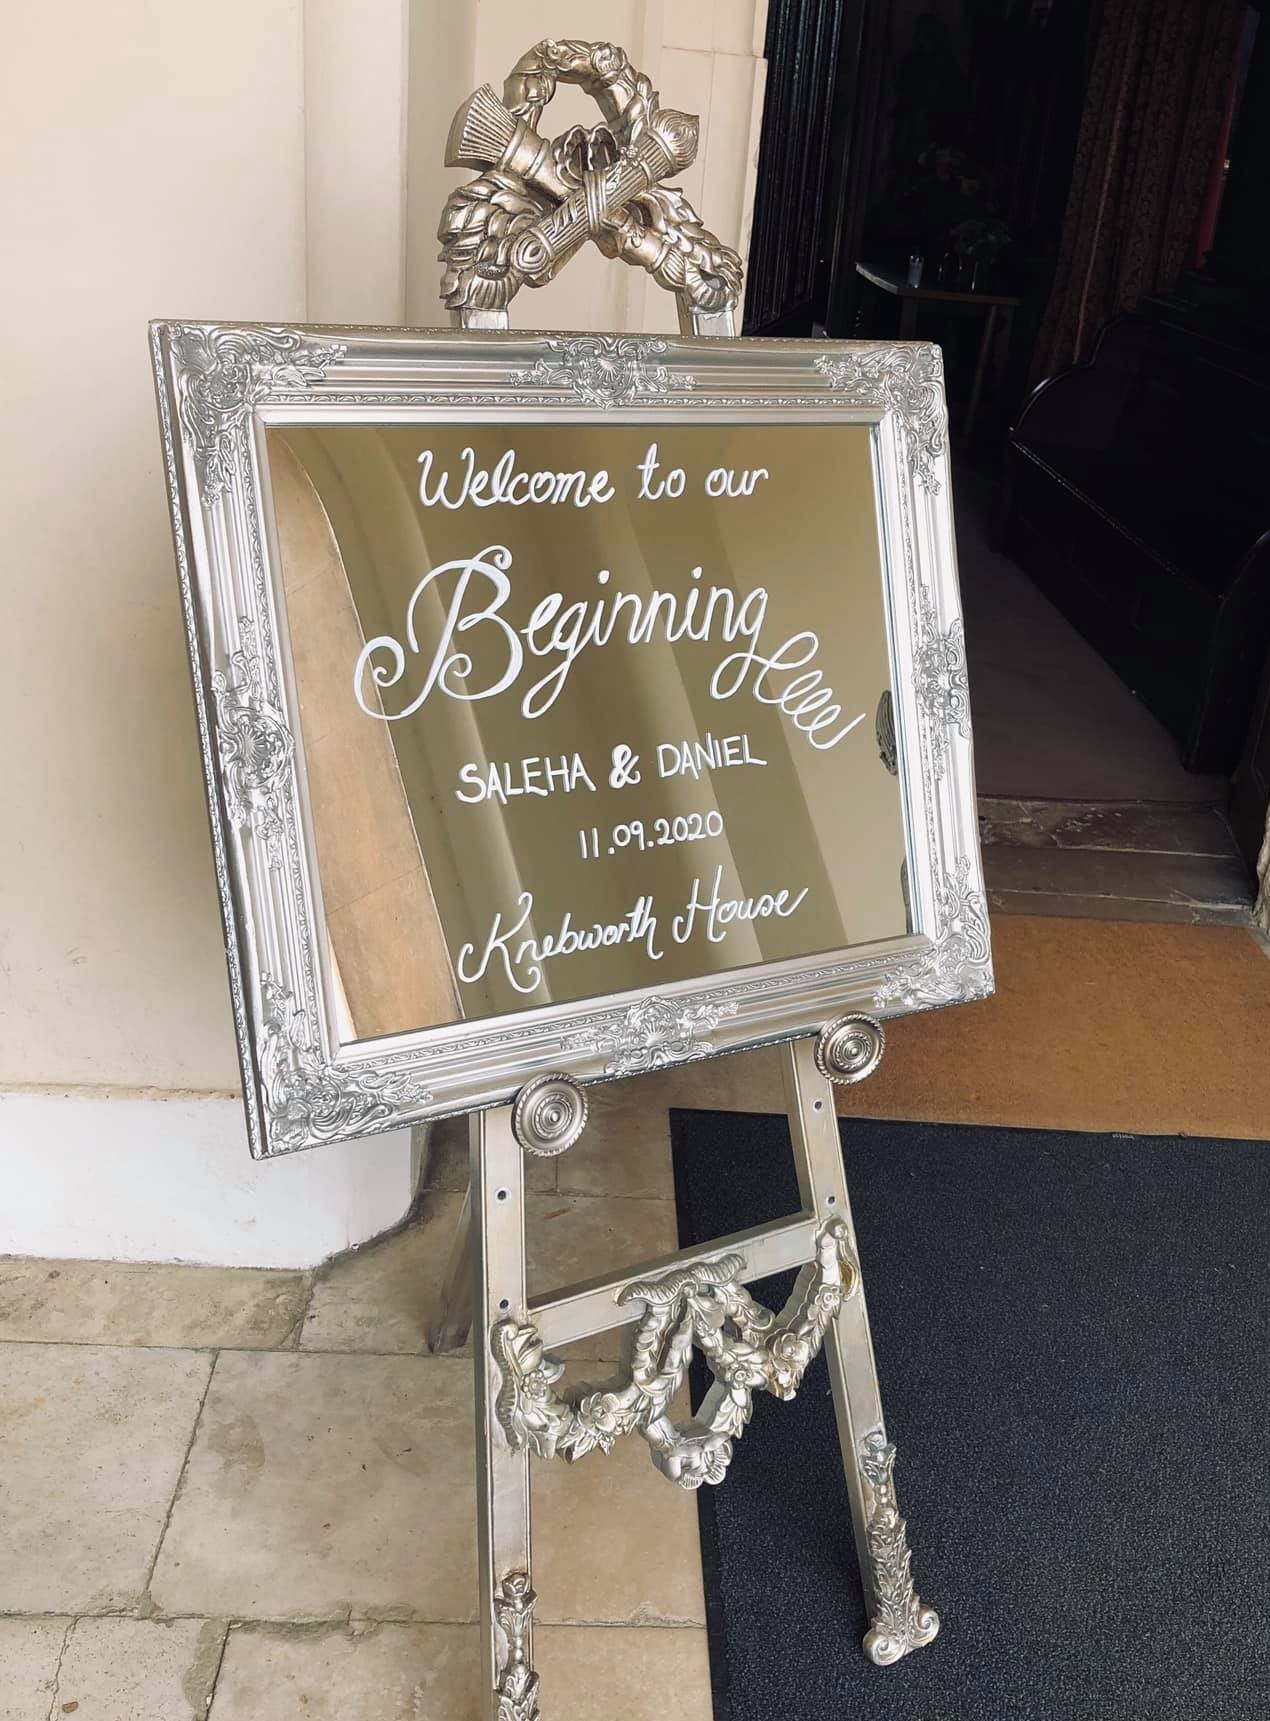 Welcome to our
Beginning
SALEHA & DANIEL
11.09.2020
Knebworth House